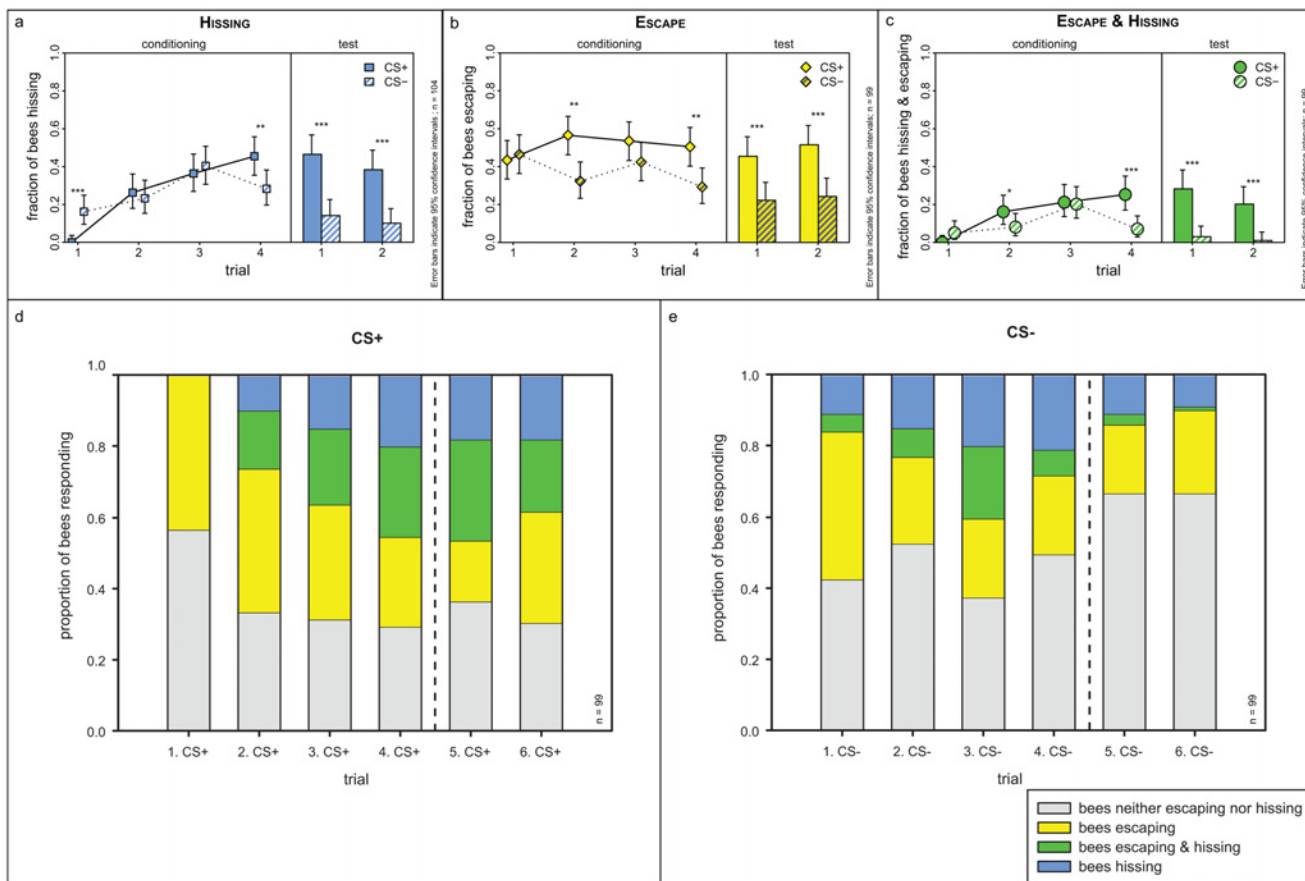 a
HISSING
conditioning
test
1.0
0.8
0.6
0.4
0.2
0.0
fraction of bees hissing
CS+
CS−
***
**
***
***
1
2
3
4
1
2
trial
Error bars indicate 95% confidence intervals ; n = 104
b
ESCAPE
conditioning
test
1.0
0.8
0.6
0.4
0.2
0.0
fraction of bees escaping
CS+
CS−
**
**
***
***
1
2
3
4
1
2
trial
Error bars indicate 95% confidence intervals; n = 99
c
ESCAPE & HISSING
conditioning
test
1.0
0.8
0.6
0.4
0.2
0.0
fraction of bees hissing & escaping
CS+
CS−
*
***
***
***
1
2
3
4
1
2
trial
Error bars indicate 95% confidence intervals; n = 99
d
CS+
1.0
0.8
0.6
0.4
0.2
0.0
proportion of bees responding
1. CS+
2. CS+
3. CS+
4. CS+
5. CS+
6. CS+
trial
n = 99
e
CS-
1.0
0.8
0.6
0.4
0.2
0.0
proportion of bees responding
1. CS-
2. CS-
3. CS-
4. CS-
5. CS-
6. CS-
trial
n = 99
bees neither escaping nor hissing
bees escaping
bees escaping & hissing
bees hissing